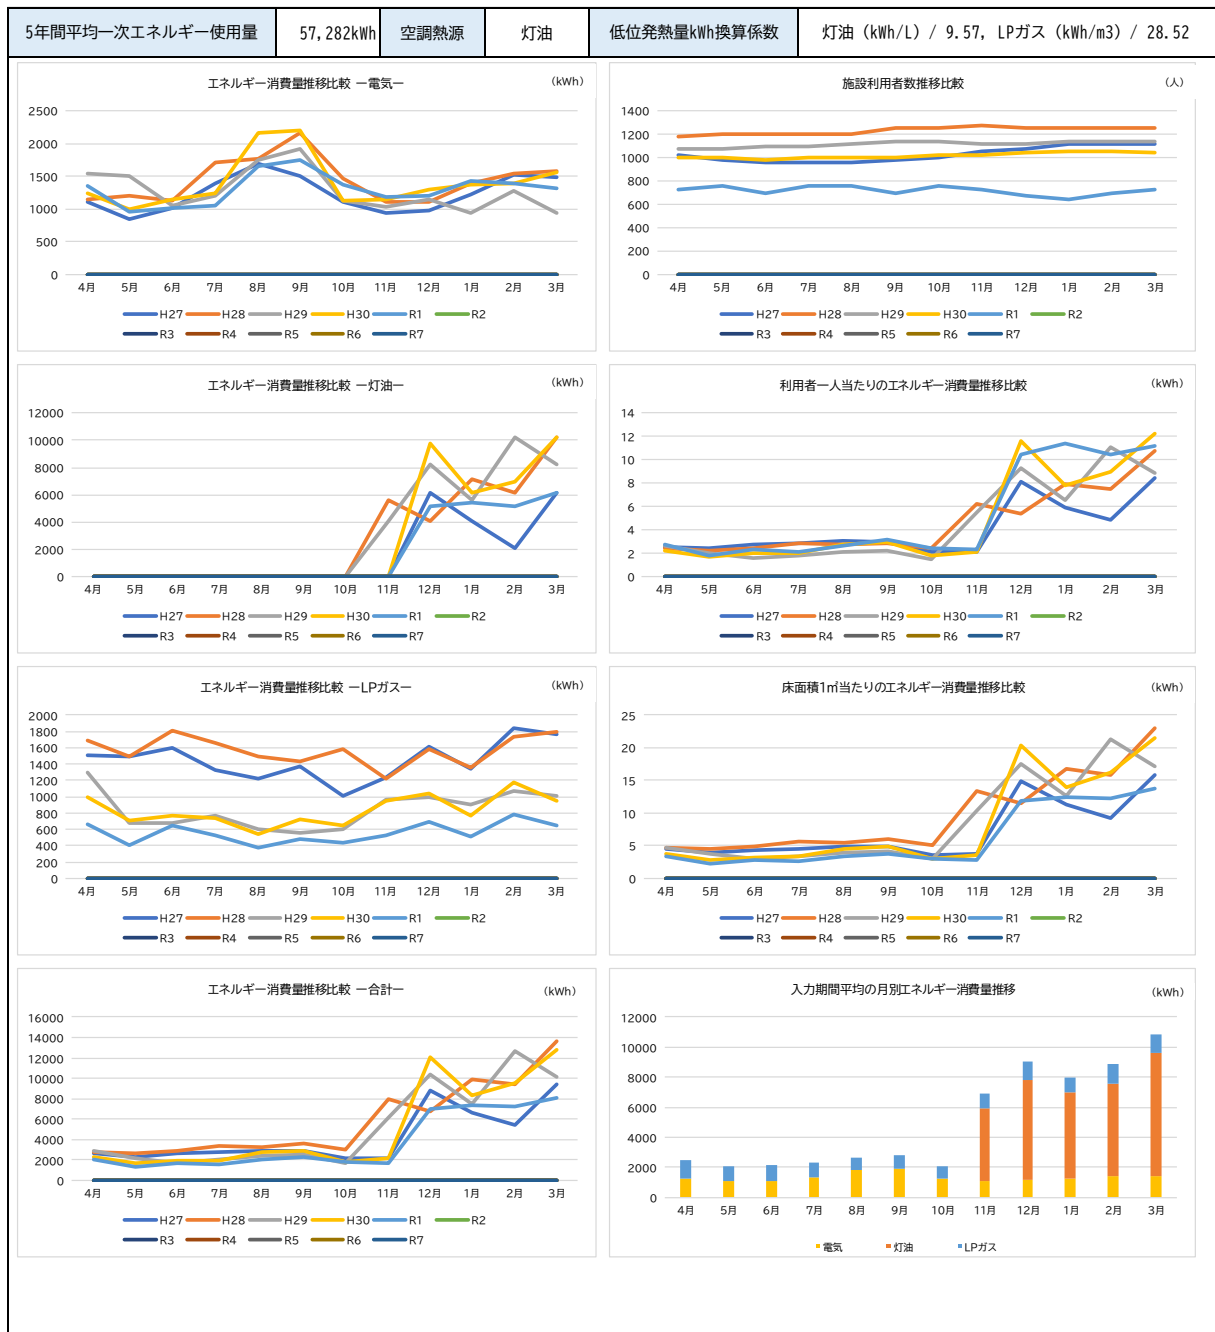 5年間平均一次エネルギー使用量 57,282kWh 空調熱源 灯油 低位発熱量kWh換算係数 灯油（kWh/L）/ 9.57, LPガス（kWh/m3）/ 28.52
エネルギー消費量推移比較 ー電気ー （kWh）
2500
2000
1500
1000
500
0
4月 5月 6月 7月 8月 9月 10月 11月 12月 1月 2月 3月
H27 H28 H29 H30 R1 R2
R3 R4 R5 R6 R7
施設利用者数推移比較 （人）
1400
1200
1000
800
600
400
200
0
4月 5月 6月 7月 8月 9月 10月 11月 12月 1月 2月 3月
H27 H28 H29 H30 R1 R2
R3 R4 R5 R6 R7
エネルギー消費量推移比較 ー灯油ー （kWh）
12000
10000
8000
6000
4000
2000
0
4月 5月 6月 7月 8月 9月 10月 11月 12月 1月 2月 3月
H27 H28 H29 H30 R1 R2
R3 R4 R5 R6 R7
利用者一人当たりのエネルギー消費量推移比較 （kWh）
14
12
10
8
6
4
2
0
4月 5月 6月 7月 8月 9月 10月 11月 12月 1月 2月 3月
H27 H28 H29 H30 R1 R2
R3 R4 R5 R6 R7
エネルギー消費量推移比較 ーLPガスー （kWh）
2000
1800
1600
1400
1200
1000
800
600
400
200
0
4月 5月 6月 7月 8月 9月 10月 11月 12月 1月 2月 3月
H27 H28 H29 H30 R1 R2
R3 R4 R5 R6 R7
床面積1㎡当たりのエネルギー消費量推移比較 （kWh）
25
20
15
10
5
0
4月 5月 6月 7月 8月 9月 10月 11月 12月 1月 2月 3月
H27 H28 H29 H30 R1 R2
R3 R4 R5 R6 R7
エネルギー消費量推移比較 ー合計ー （kWh）
16000
14000
12000
10000
8000
6000
4000
2000
0
4月 5月 6月 7月 8月 9月 10月 11月 12月 1月 2月 3月
H27 H28 H29 H30 R1 R2
R3 R4 R5 R6 R7
入力期間平均の月別エネルギー消費量推移 （kWh）
12000
10000
8000
6000
4000
2000
0
4月 5月 6月 7月 8月 9月 10月 11月 12月 1月 2月 3月
電気 灯油 LPガス